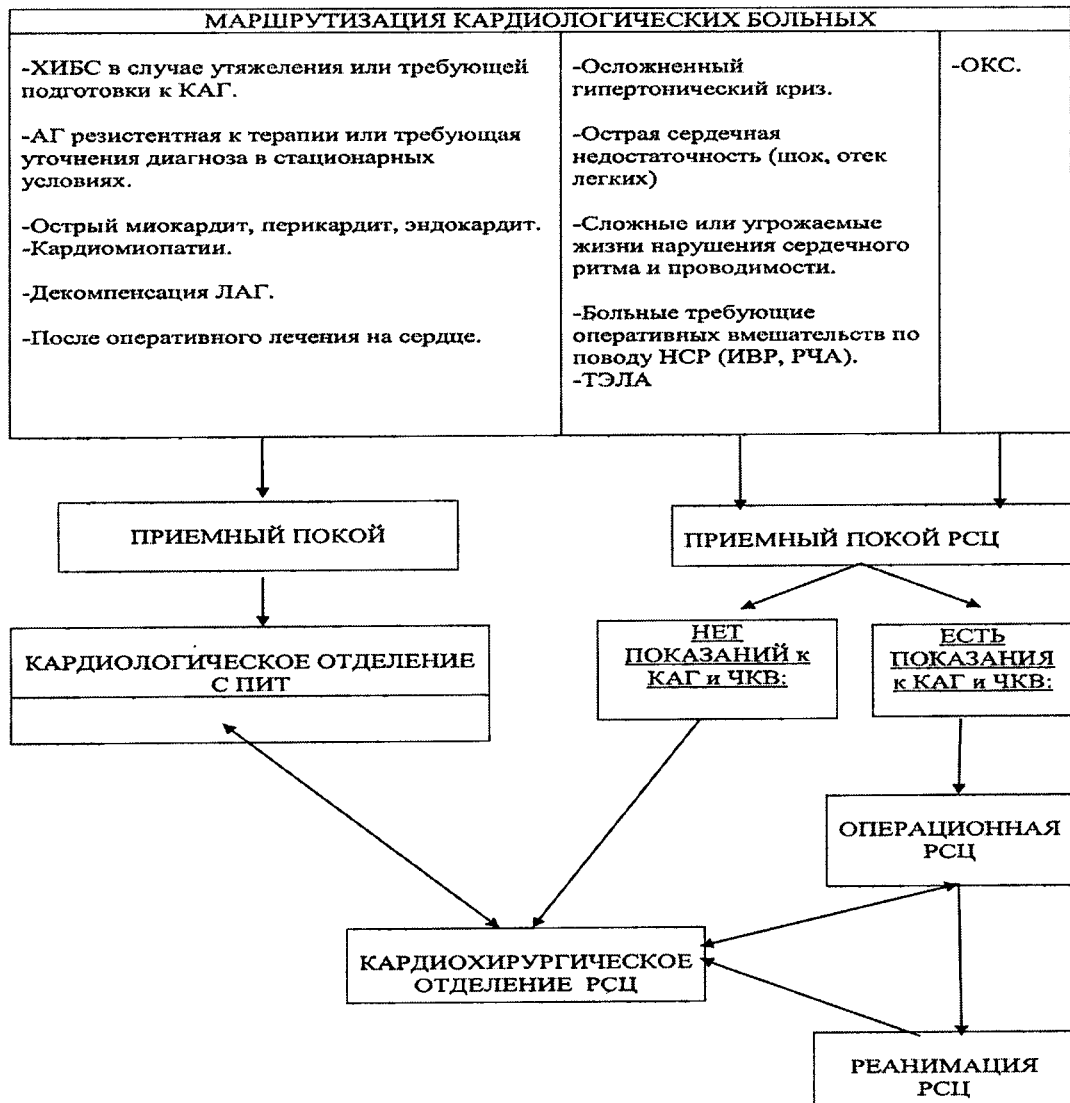 МАРШРУТИЗАЦИЯ КАРДИОЛОГИЧЕСКИХ БОЛЬНЫХ
-ХИБС в случае утяжеления или требующей
подготовки к КАГ.
-АГ резистентная к терапии или требующая
уточнения диагноза в стационарных
условиях.
-Острый миокардит, перикардит, эндокардит.
-Кардиомиопатии.
-Декомпенсация ЛАГ.
-После оперативного лечения на сердце.
-Осложненный
гипертонический криз.
-Острая сердечная
недостаточность (шок, отек
легких)
-Сложные или угрожаемые
жизни нарушения сердечного
ритма и проводимости.
-Больные требующие
оперативных вмешательств по
поводу НСР (ИВР, РЧА).
-ТЭЛА
-ОКС.
ПРИЕМНЫЙ ПОКОЙ
ПРИЕМНЫЙ ПОКОЙ РСЦ
КАРДИОЛОГИЧЕСКОЕ ОТДЕЛЕНИЕ
С ПИТ
НЕТ
ПОКАЗАНИЙ к
КАГ и ЧКВ:
ЕСТЬ
ПОКАЗАНИЯ
к КАГ и ЧКВ:
ОПЕРАЦИОННАЯ
РСЦ
КАРДИОХИРУРГИЧЕСКОЕ
ОТДЕЛЕНИЕ РСЦ
РЕАНИМАЦИЯ
РСЦ